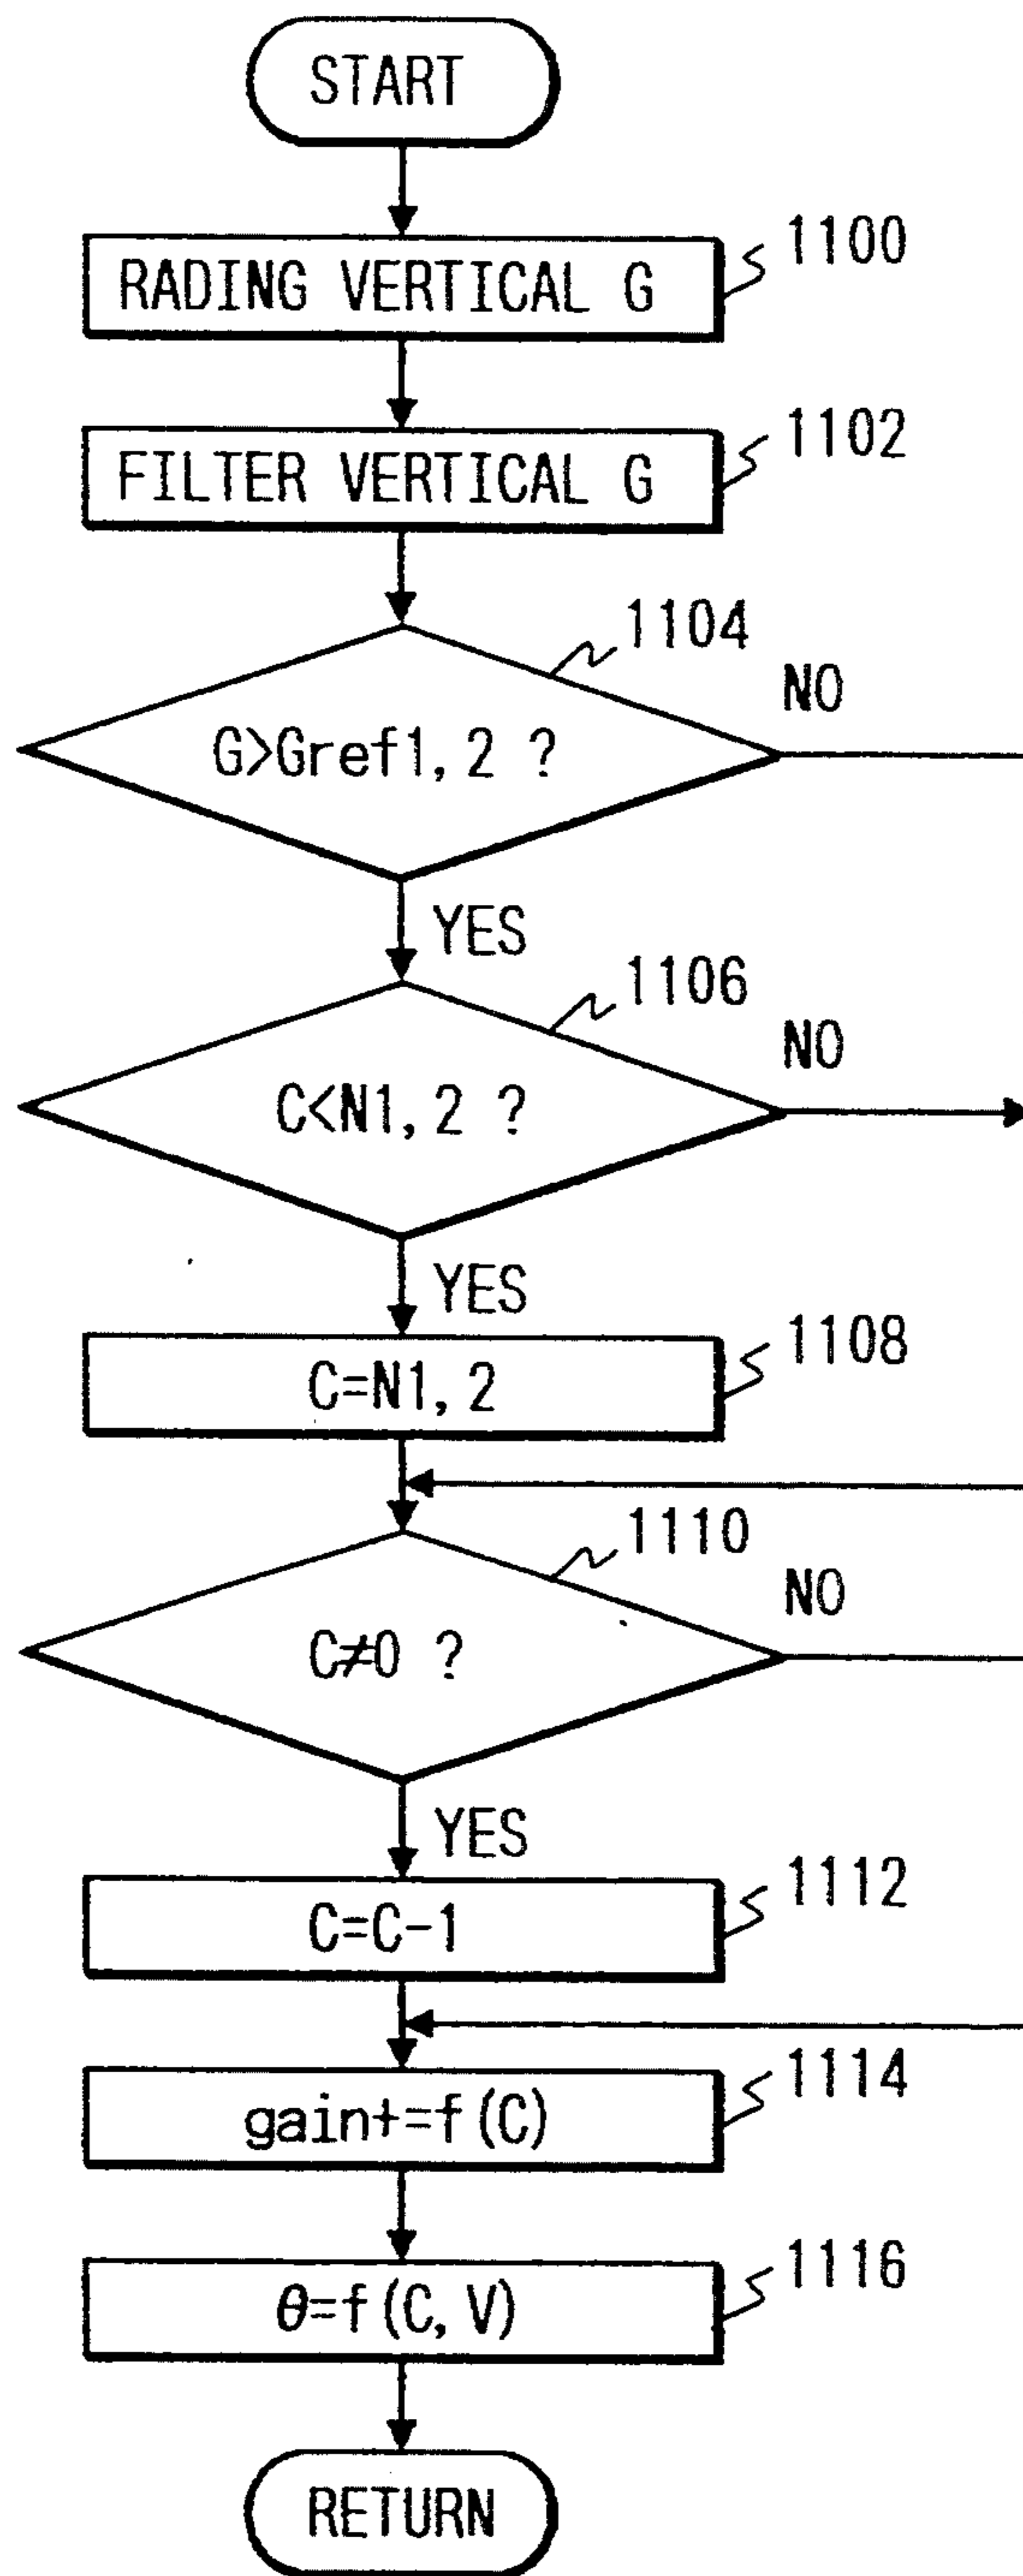 START
RADING VERTICAL G
1100
FILTER VERTICAL G
1102
1104
NO
G>Gref1, 2 ?
YES
1106
NO
C<N1, 2 ?
YES
1108
C=N1, 2
1110
NO
C≠0 ?
YES
1112
C=C-1
1114
gain+=f(C)
1116
θ=f(C, V)
RETURN